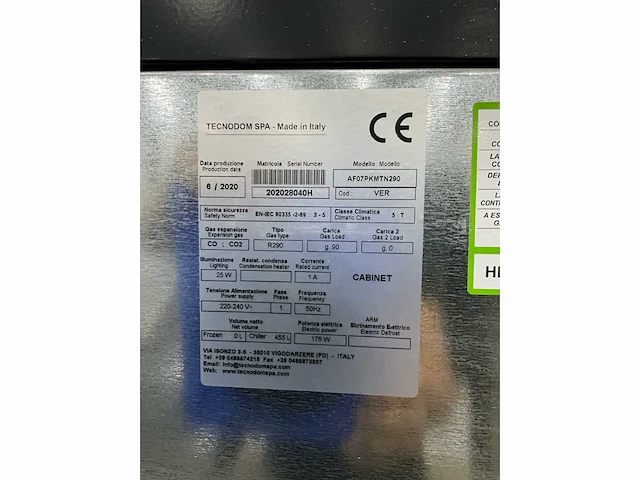 TECNODOM SPA - Made in Italy
CE
Data produzione
Production date
Matricola Serial Number
Modello Modello
6 / 2020
202028040H
AF07PKMTN290
Cod : VER
Norma sicurezza
Safety Norm
EN-IEC 60335 -2-89 3 - 5
Classe Climatica
Climatic Class
5 T
Gas espansione
Expansion gas
Tipo
Gas type
Carica
Gas Load
Carica 2
Gas 2 Load
CO ; CO2
R290
g. 90
g. 0
Illuminazione
Lighting
Resist. condensa
Condensation heater
Corrente
Rated current
25 W
1 A
CABINET
Tensione Alimentazione
Power supply
Fase
Phase
Frequenza
Frequency
220-240 V~
1
50Hz
Volume netto
Net volume
Potenza elettrica
Electric power
ARM
Sbrinamento Elettrico
Electric Defrost
Frozen 0 L Chiller 455 L
175 W
VIA ISONZO 3-5 - 35010 VIGODARZERE (PD) - ITALY
Tel +39 0498874215 Fax +39 0498870507
Email: info@tecnodomspa.com
Web: www.tecnodomspa.com